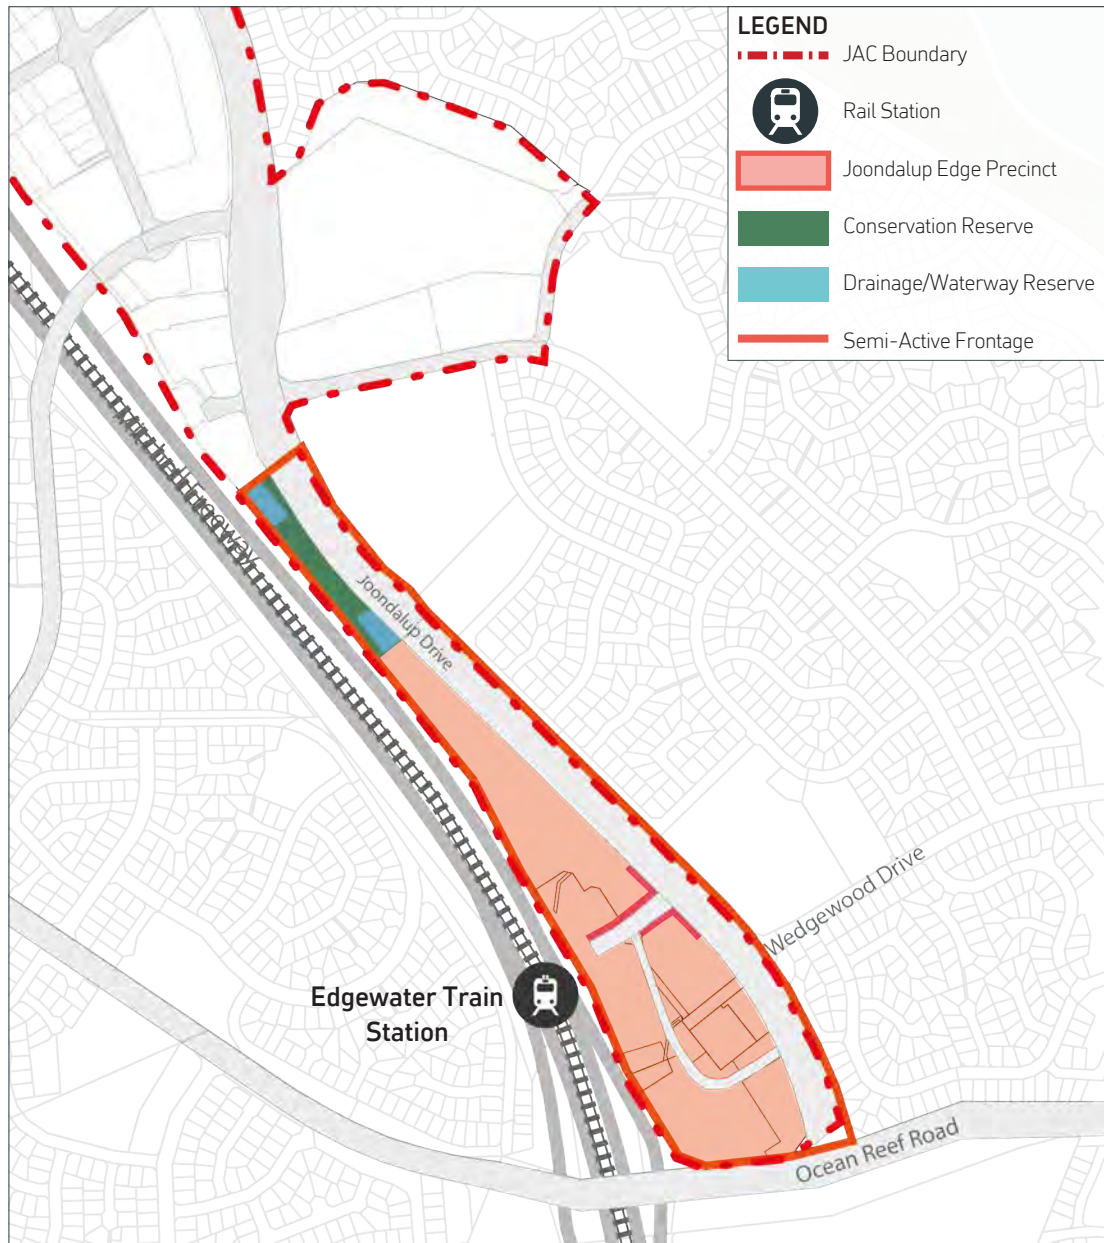 LEGEND
JAC Boundary
Rail Station
Joondalup Edge Precinct
Conservation Reserve
Drainage/Waterway Reserve
Semi-Active Frontage
Freeway
Joondalup Drive
Wedgewood Drive
Edgewater Train
Station
Ocean Reef Road